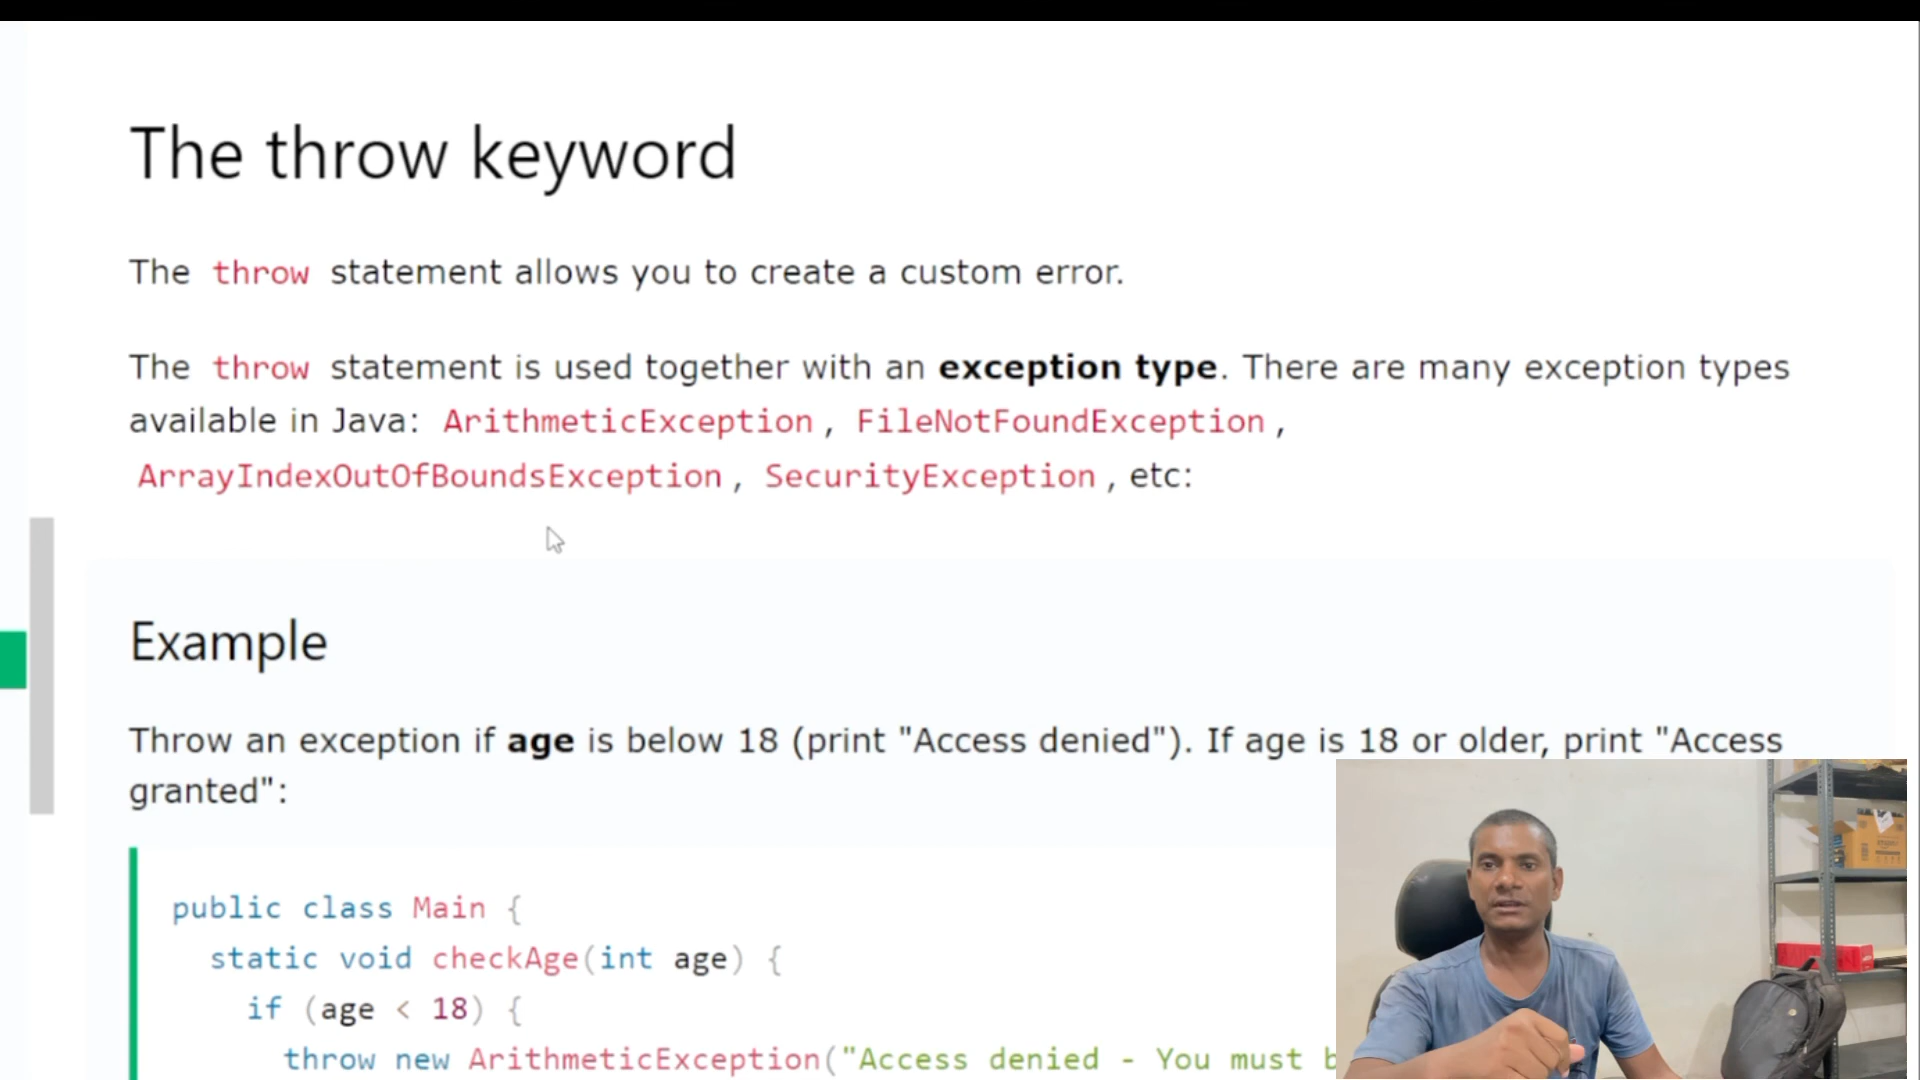 The throw keyword
The throw statement allows you to create a custom error.
The throw statement is used together with an exception type. There are many exception types
available in Java: ArithmeticException, FileNotFoundException,
ArrayIndexOutOfBoundsException, SecurityException, etc:
Example
Throw an exception if age is below 18 (print "Access denied"). If age is 18 or older, print "Access
granted":
public class Main {
static void checkAge(int age) {
if (age < 18) {
throw new ArithmeticException("Access denied - You must